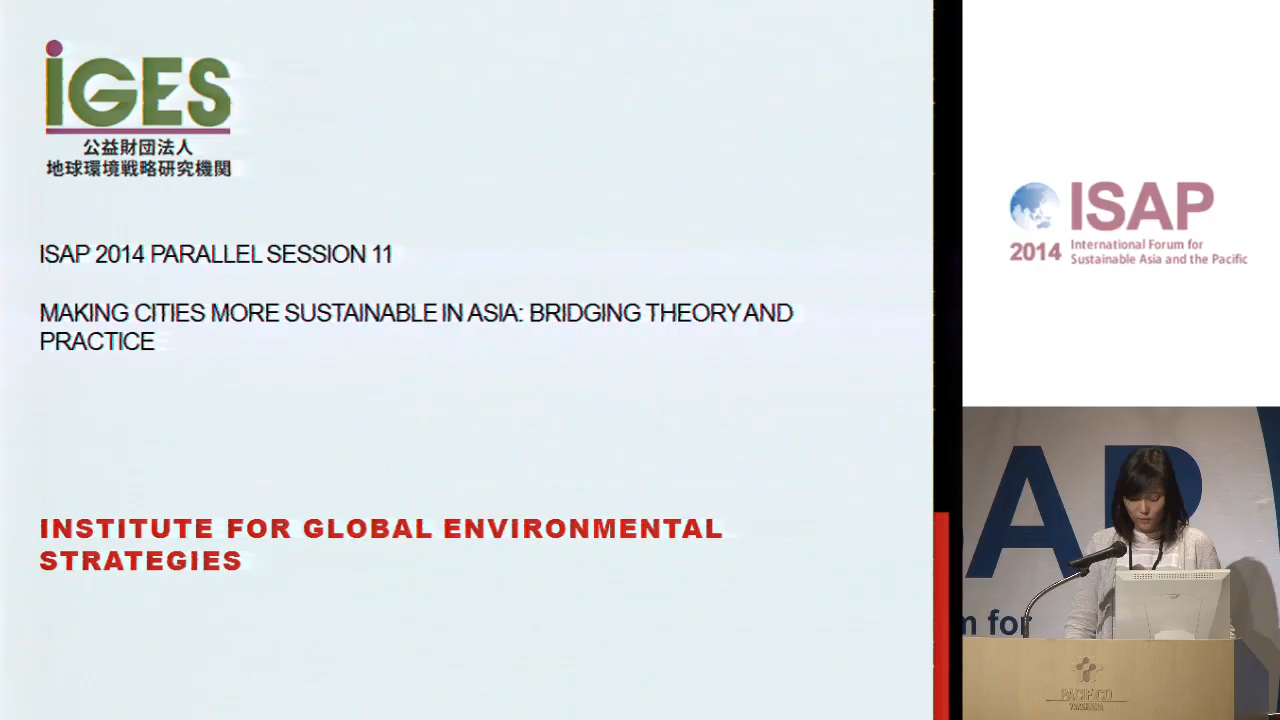 iGES
公益財団法人
地球環境戦略研究機関
ISAP 2014 PARALLEL SESSION 11
MAKING CITIES MORE SUSTAINABLE IN ASIA: BRIDGING THEORY AND
PRACTICE
INSTITUTE FOR GLOBAL ENVIRONMENTAL
STRATEGIES
ISAP
2014
International Forum for
Sustainable Asia and the Pacific
AP
m for
PACIFICO
YOKOHAMA